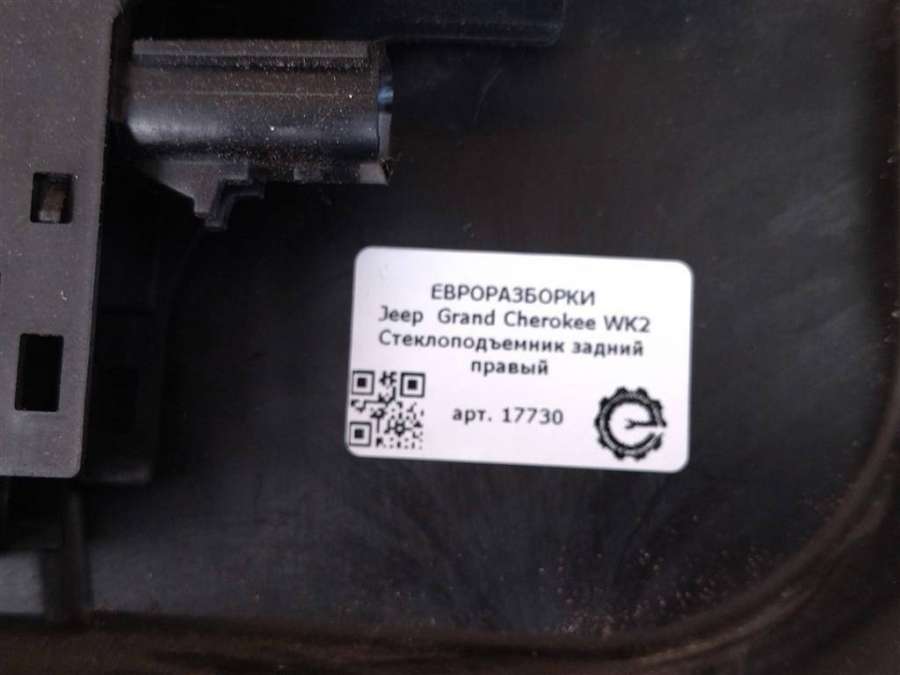 ЕВРОРАЗБОРКИ
Jeep Grand Cherokee WK2
Стеклоподъемник задний
правый
арт. 17730